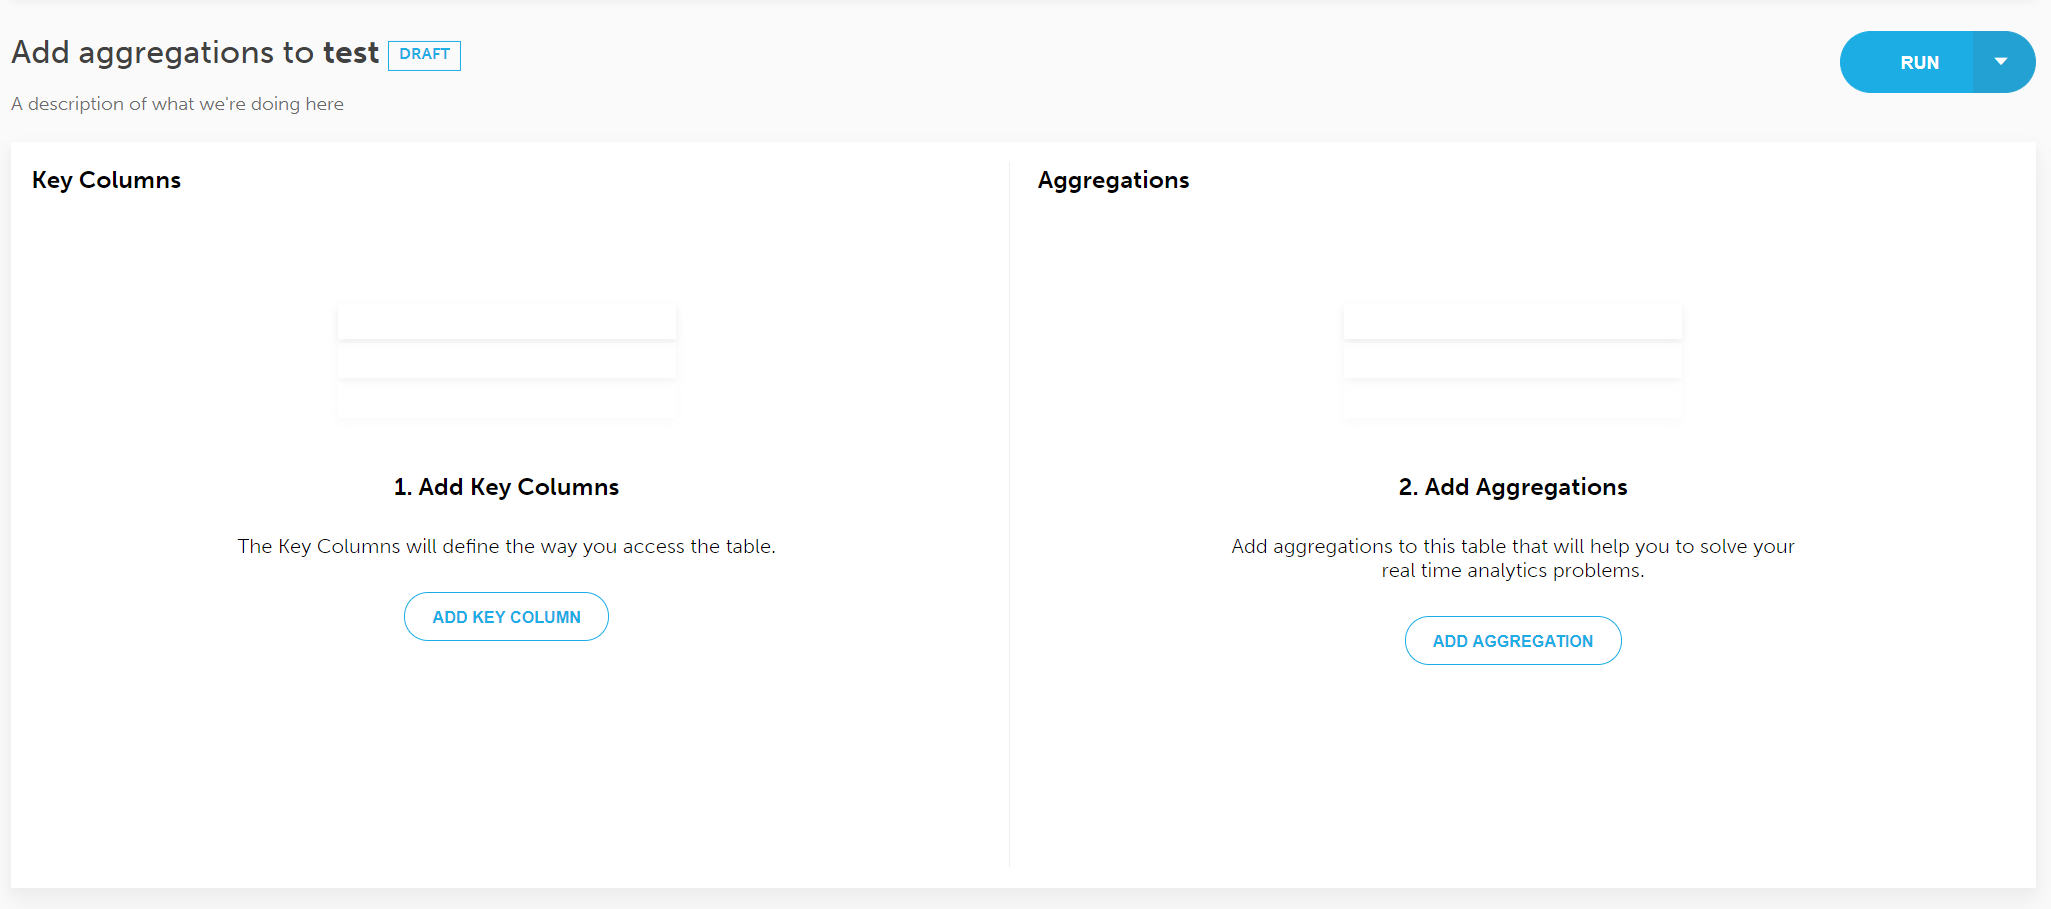 Add aggregations to test DRAFT
RUN
A description of what we're doing here
Key Columns
Aggregations
1. Add Key Columns
The Key Columns will define the way you access the table.
ADD KEY COLUMN
2. Add Aggregations
Add aggregations to this table that will help you to solve your
real time analytics problems.
ADD AGGREGATION